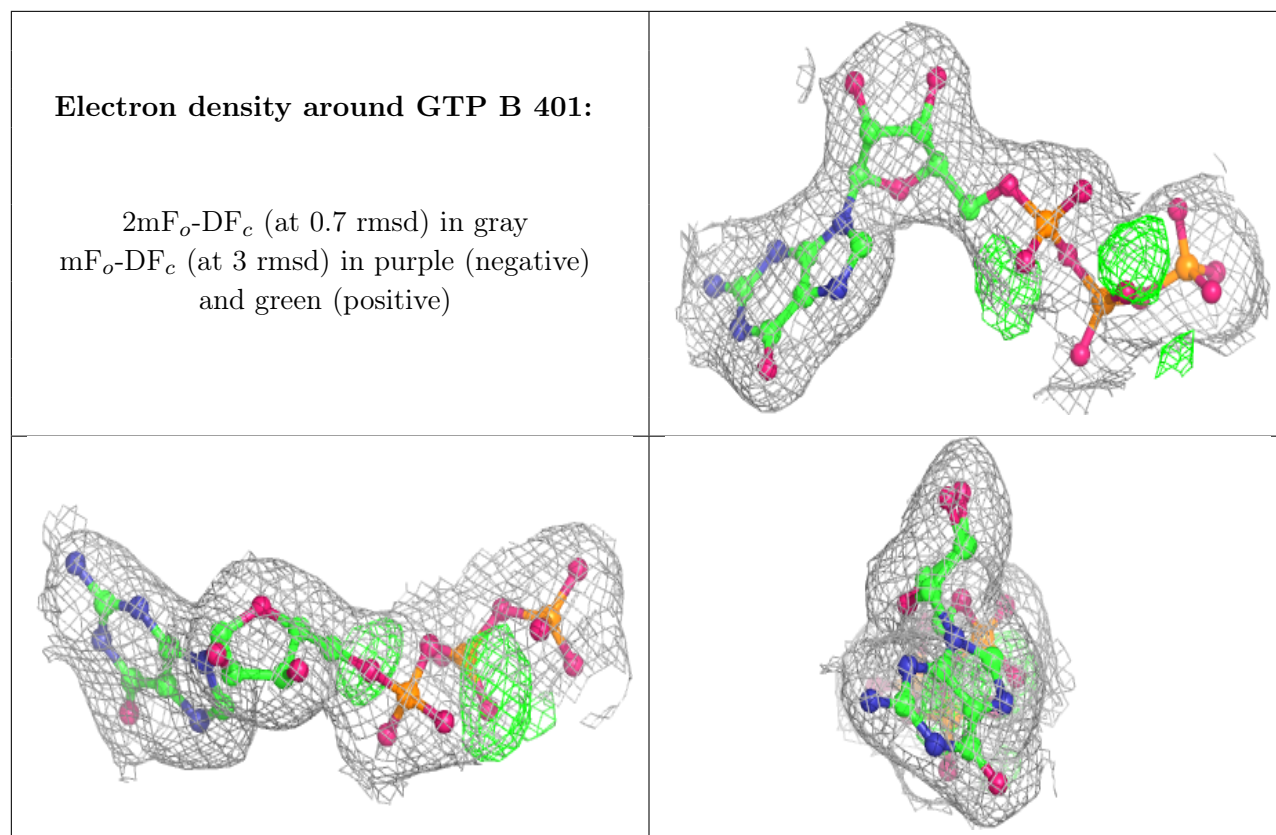 Electron density around GTP B 401:
2mFo-DFc (at 0.7 rmsd) in gray
mFo-DFc (at 3 rmsd) in purple (negative)
and green (positive)